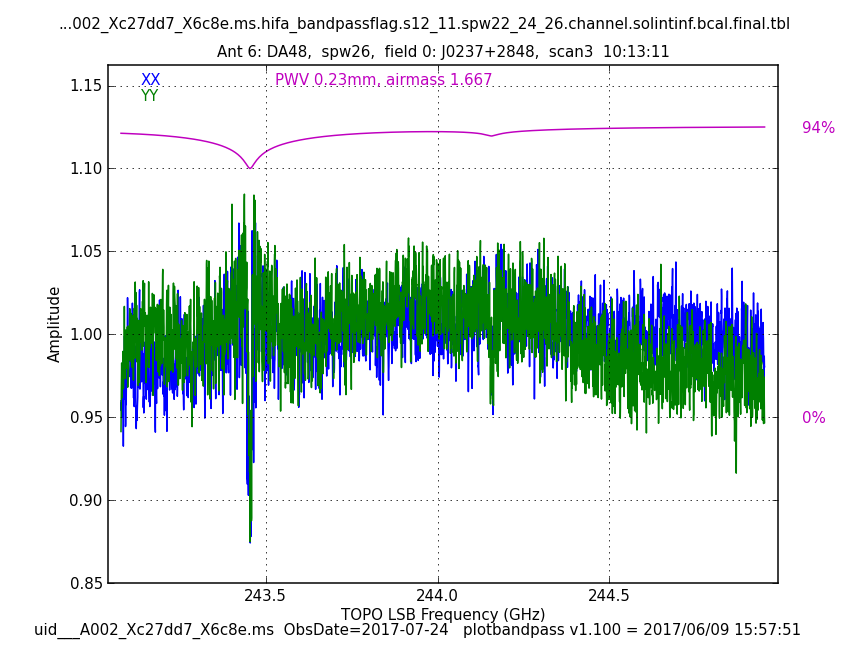 ...002_Xc27dd7_X6c8e.ms.hifa_bandpassflag.s12_11.spw22_24_26.channel.solintinf.bcal.final.tbl
Ant 6: DA48,  spw26,  field 0: J0237+2848,  scan3  10:13:11
XX
YY
PWV 0.23mm, airmass 1.667
1.15
1.10
1.05
1.00
0.95
0.90
0.85
Amplitude
94%
0%
243.5
244.0
244.5
TOPO LSB Frequency (GHz)
uid___A002_Xc27dd7_X6c8e.ms  ObsDate=2017-07-24   plotbandpass v1.100 = 2017/06/09 15:57:51